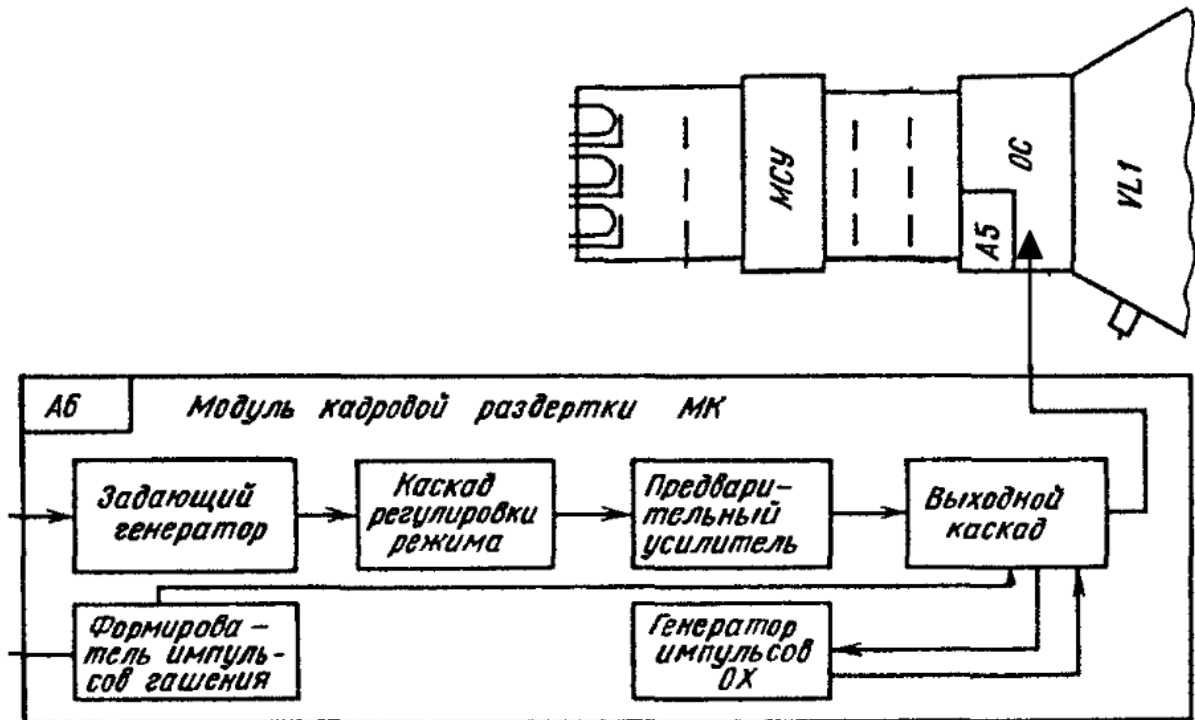 МСУ
ОС
А5
VL1
А6
Модуль кадровой раздертки МК
Задающий
генератор
Каскад
регулировки
режима
Предвари-
тельный
усилитель
Выходной
каскад
Формирова-
тель импуль-
сов гашения
Генератор
импульсов
ОХ